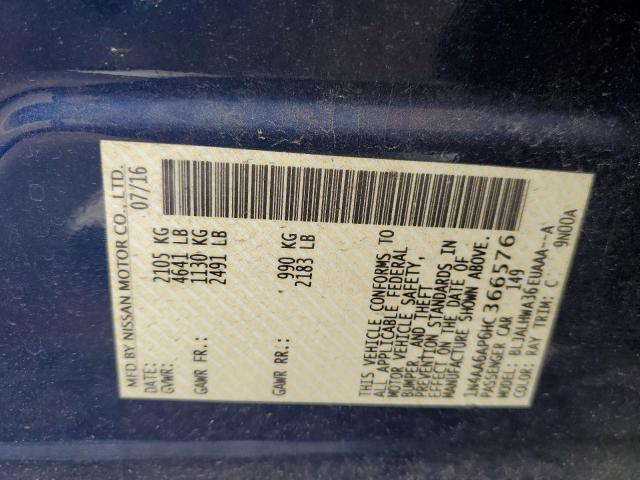 MFD BY NISSAN MOTOR CO., LTD.
DATE: 07/16
GVWR: 2105 KG
4641 LB
GAWR FR: 1130 KG
2491 LB
GAWR RR: 990 KG
2183 LB
THIS VEHICLE CONFORMS TO
ALL APPLICABLE FEDERAL
MOTOR VEHICLE SAFETY,
BUMPER, AND THEFT
PREVENTION STANDARDS IN
EFFECT ON THE DATE OF
MANUFACTURE SHOWN ABOVE.
1N4AA6AP6HC366576
PASSENGER CAR 149
MODEL: BLJALHWA36EUAAA--A
COLOR: RAY TRIM: C 9N00A